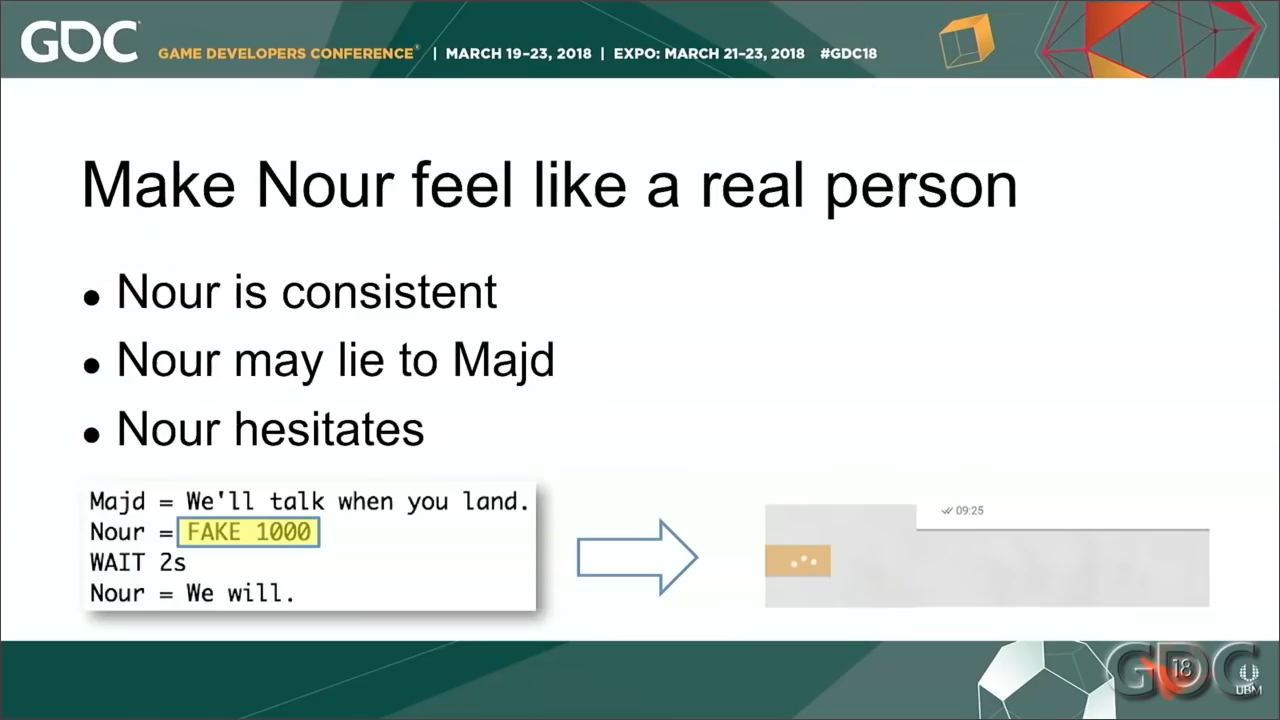 GDC GAME DEVELOPERS CONFERENCE® | MARCH 19–23, 2018 | EXPO: MARCH 21–23, 2018 #GDC18
Make Nour feel like a real person
● Nour is consistent
● Nour may lie to Majd
● Nour hesitates
Majd = We'll talk when you land.
Nour = FAKE 1000
WAIT 2s
Nour = We will.
09:25
GDC 18 UBM